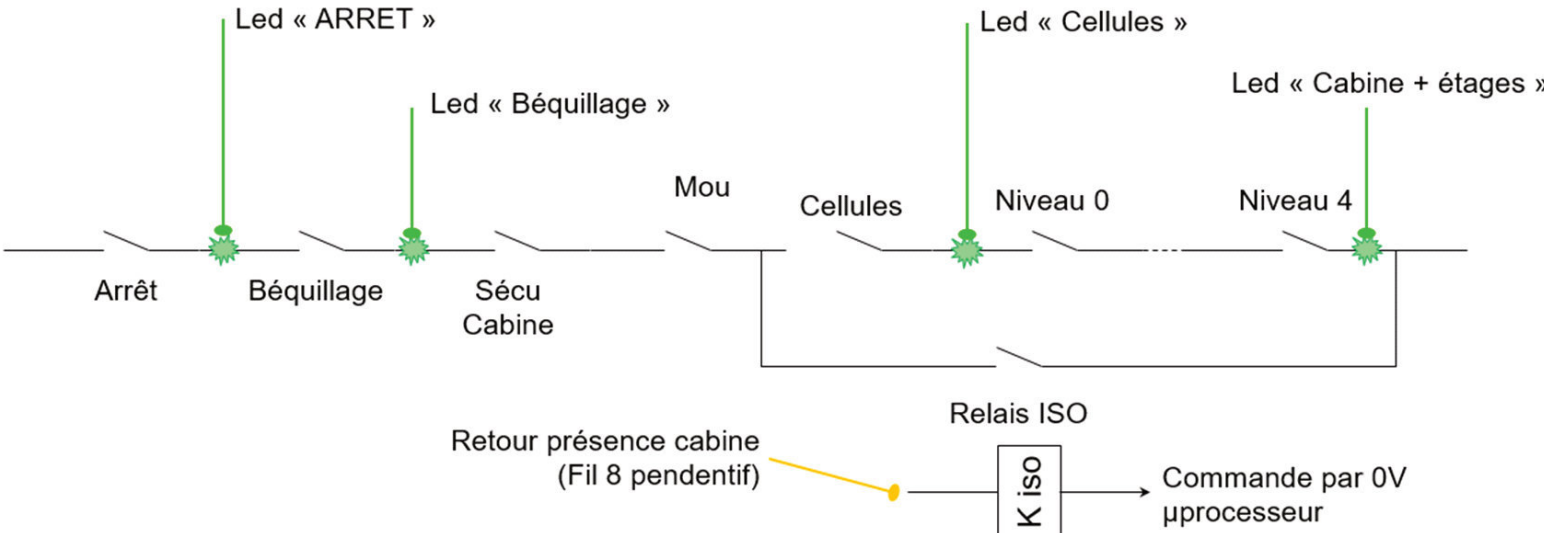 Led « ARRET »
Led « Cellules »
Led « Béquillage »
Led « Cabine + étages »
Mou
Cellules
Niveau 0
Niveau 4
Arrêt
Béquillage
Sécu
Cabine
Relais ISO
Retour présence cabine
(Fil 8 pendentif)
K iso
Commande par 0V
µprocesseur